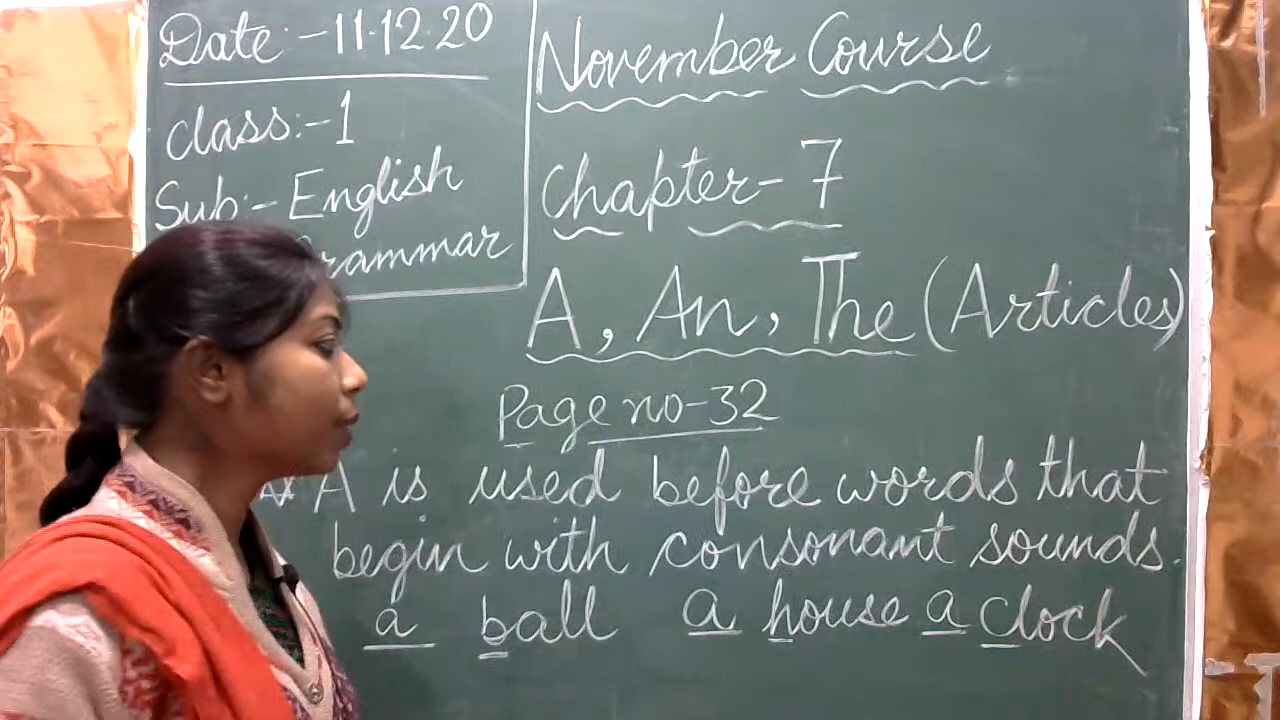 Date:-11.12.20
Class:-1
Sub:-English
rammar
November Course
Chapter-7
A, An, The (Articles)
Page no-32
A is used before words that
begin with consonant sounds.
a ball a house a clock